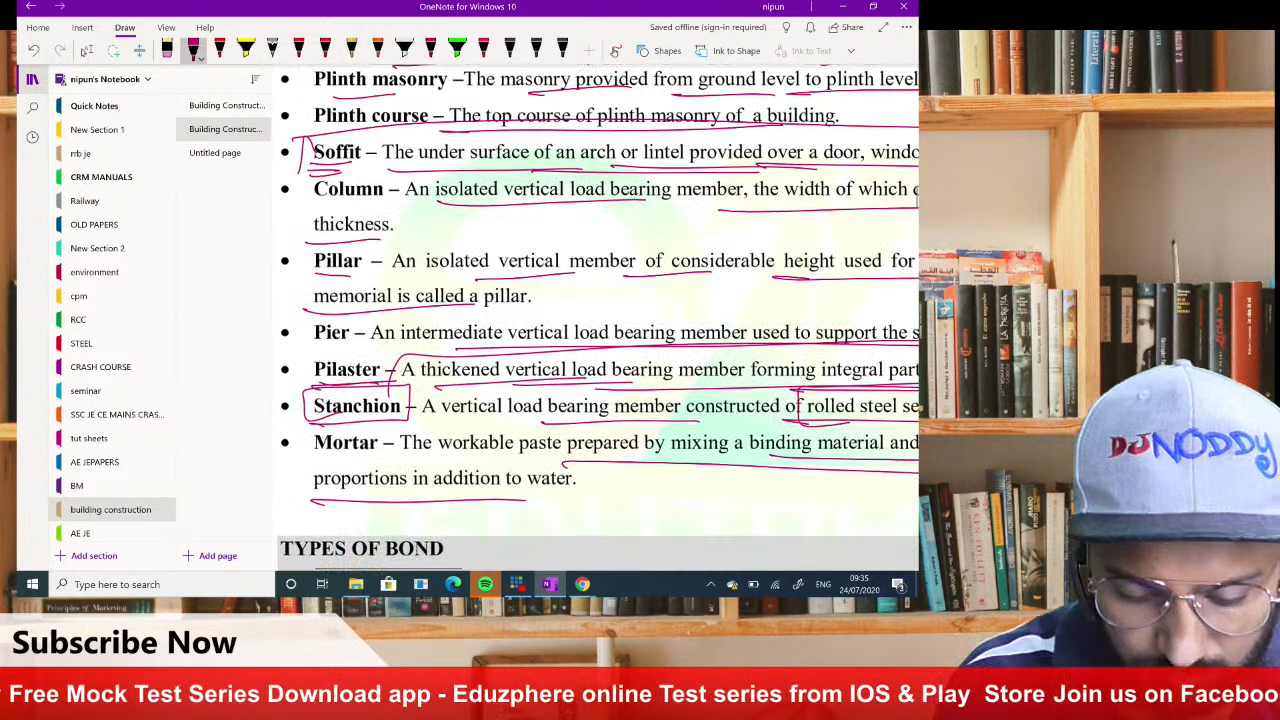 OneNote for Windows 10
nipun
Home
Insert
Draw
View
Help
Saved offline (sign-in required)
Share
Shapes
Ink to Shape
Ink to Text
nipun's Notebook
Quick Notes
New Section 1
rrb je
CRM MANUALS
Railway
OLD PAPERS
New Section 2
environment
cpm
RCC
STEEL
CRASH COURSE
seminar
SSC JE CE MAINS CRAS...
tut sheets
AE JEPAPERS
BM
building construction
AE JE
Add section
Building Construct...
Building Construc...
Untitled page
Add page
• Plinth masonry –The masonry provided from ground level to plinth level
• Plinth course – The top course of plinth masonry of a building.
• Soffit – The under surface of an arch or lintel provided over a door, windo
• Column – An isolated vertical load bearing member, the width of which
thickness.
• Pillar – An isolated vertical member of considerable height used for
memorial is called a pillar.
• Pier – An intermediate vertical load bearing member used to support the s
• Pilaster – A thickened vertical load bearing member forming integral part
• Stanchion – A vertical load bearing member constructed of rolled steel se
• Mortar – The workable paste prepared by mixing a binding material and
proportions in addition to water.
TYPES OF BOND
Type here to search
ENG
09:35
24/07/2020
3
DJNODDY
Principles of Marketing
Subscribe Now
Free Mock Test Series Download app - Eduzphere online Test series from IOS & Play Store Join us on Faceboo